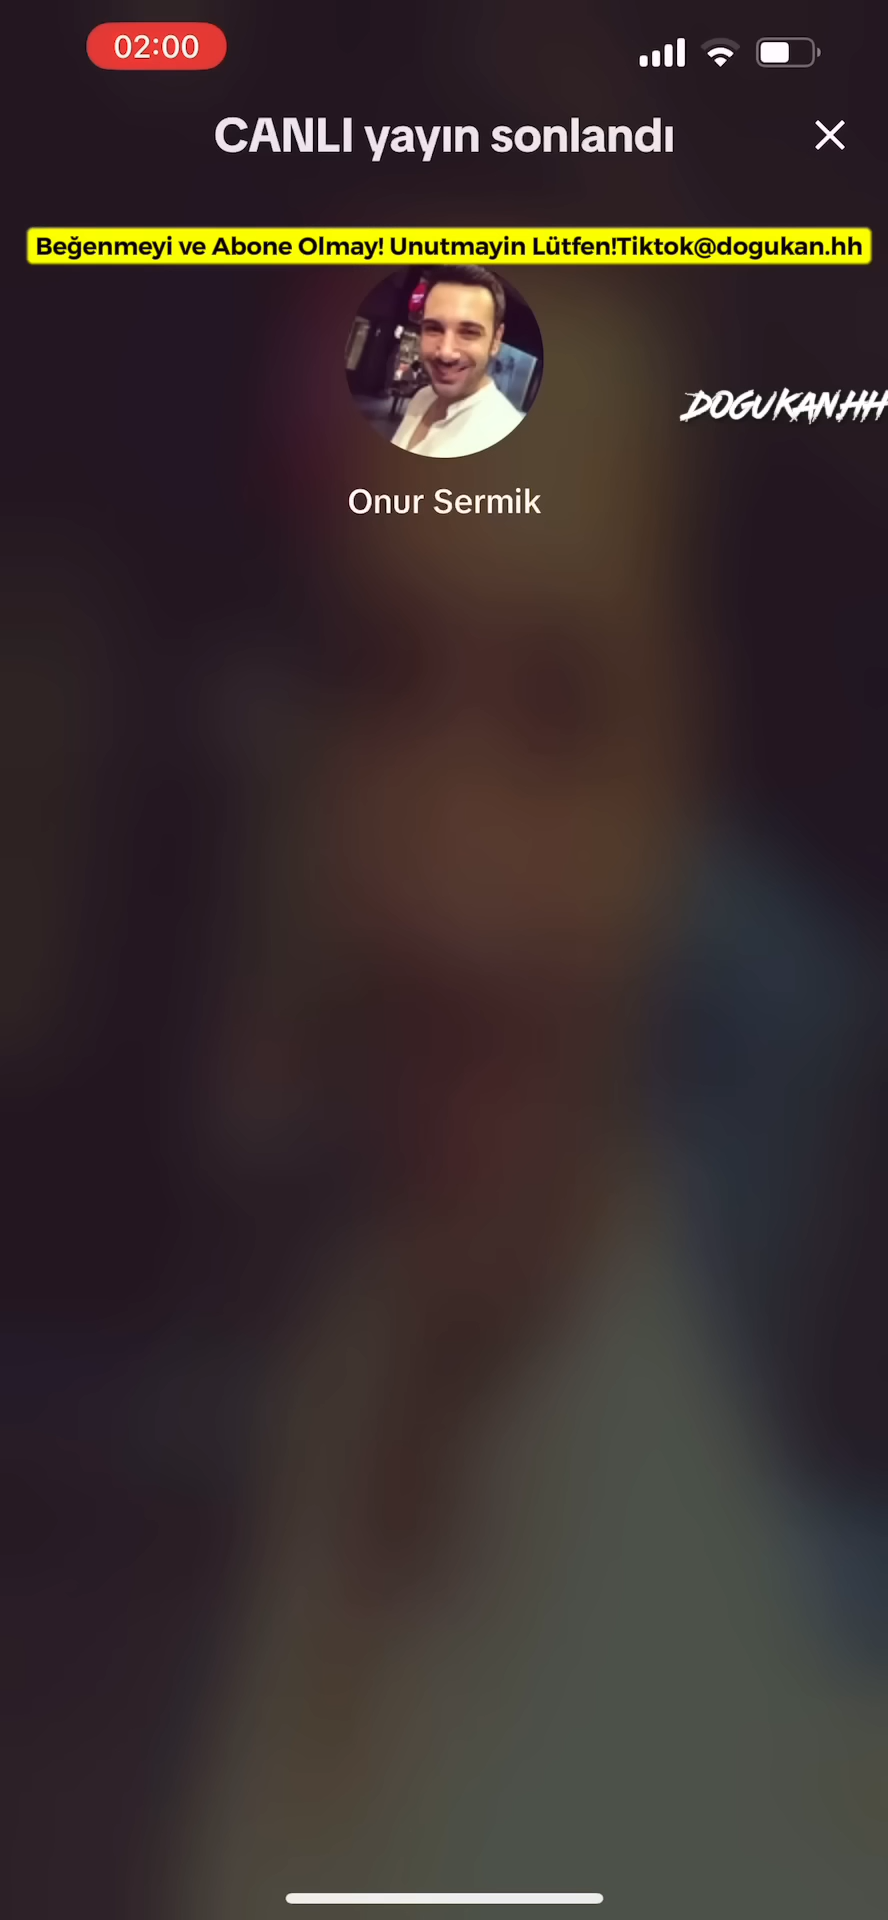 02:00
CANLI yayın sonlandı
Beğenmeyi ve Abone Olmay! Unutmayin Lütfen!Tiktok@dogukan.hh
DOGUKAN.HH
Onur Sermik